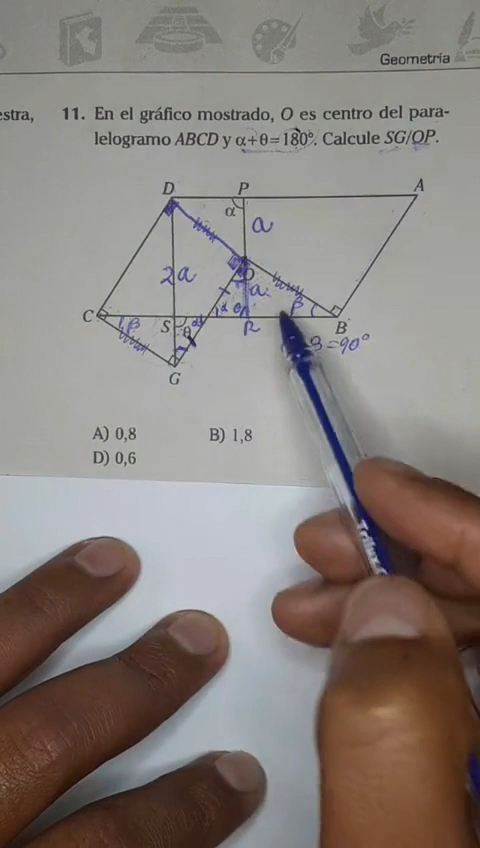 Geometría
estra,
11. En el gráfico mostrado, O es centro del para-
lelogramo ABCD y α+θ=180°. Calcule SG/OP.
D P A
α a
2a a
C β S θ α θ R β B
=90°
G
A) 0,8 B) 1,8
D) 0,6